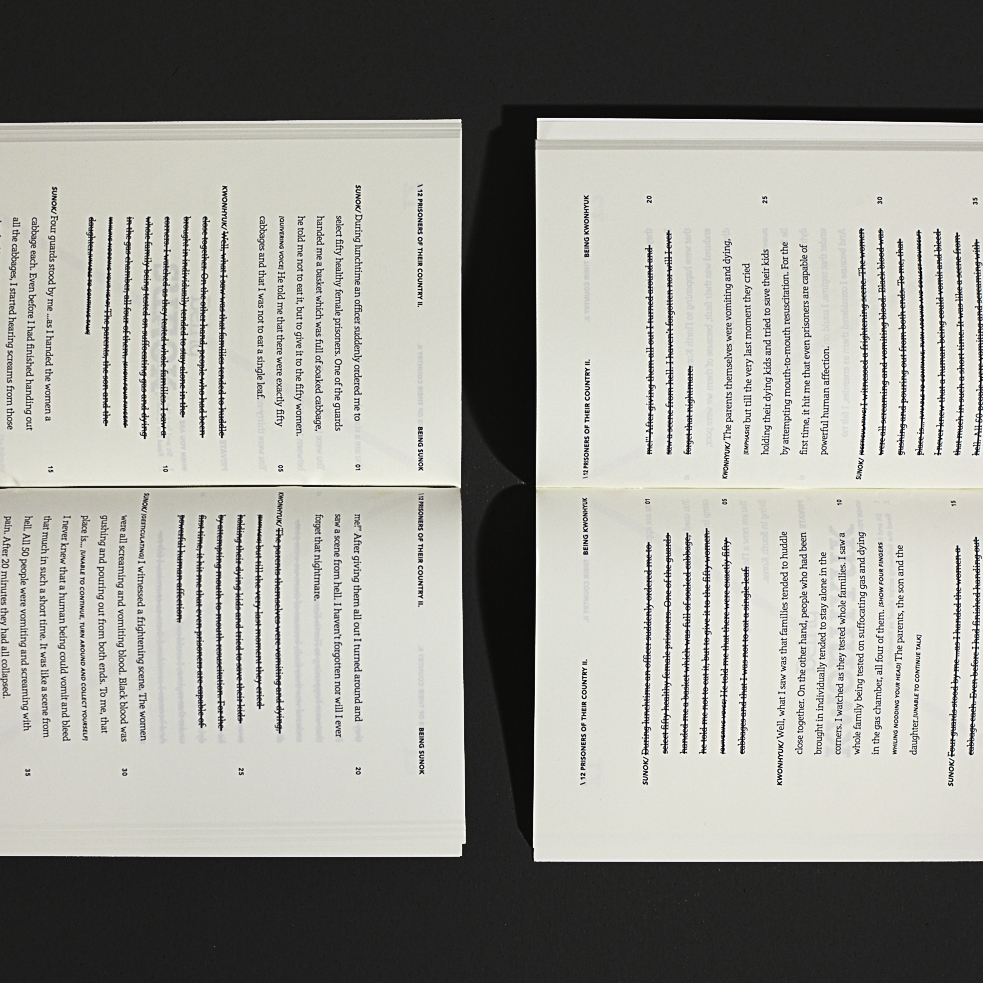 \ 12 PRISONERS OF THEIR COUNTRY II. BEING SUNOK
SUNOK/ During lunchtime an officer suddenly ordered me to 01
select fifty healthy female prisoners. One of the guards
handed me a basket which was full of soaked cabbage,
he told me not to eat it, but to give it to the fifty women.
[QUIVERING VOICE] He told me that there were exactly fifty 05
cabbages and that I was not to eat a single leaf.
KWONHYUK/ Well, what I saw was that families tended to huddle
close together. On the other hand, people who had been
brought in individually tended to stay alone in the
corners. I watched as they tested whole families. I saw a 10
whole family being tested on suffocating gas and dying
in the gas chamber, all four of them. [SHOW FOUR FINGERS
WHILING NODDING YOUR HEAD] The parents, the son and the
daughter.[UNABLE TO CONTINUE TALK]
SUNOK/ Four guards stood by me ...as I handed the women a 15
cabbage each. Even before I had finished handing out
all the cabbages, I started hearing screams from those
\ 12 PRISONERS OF THEIR COUNTRY II. BEING SUNOK
me!" After giving them all out I turned around and 20
saw a scene from hell. I haven't forgotten nor will I ever
forget that nightmare.
KWONHYUK/ The parents themselves were vomiting and dying,
[EMPHASIS] but till the very last moment they cried
holding their dying kids and tried to save their kids 25
by attempting mouth-to-mouth resuscitation. For the
first time, it hit me that even prisoners are capable of
powerful human affection.
SUNOK/ [GESTICULATING] I witnessed a frightening scene. The women
were all screaming and vomiting blood. Black blood was 30
gushing and pouring out from both ends. To me, that
place is... [UNABLE TO CONTINUE, TURN AROUND AND COLLECT YOURSELF]
I never knew that a human being could vomit and bleed
that much in such a short time. It was like a scene from
hell. All 50 people were vomiting and screaming with 35
pain. After 20 minutes they had all collapsed.
\ 12 PRISONERS OF THEIR COUNTRY II. BEING KWONHYUK
SUNOK/ During lunchtime an officer suddenly ordered me to 01
select fifty healthy female prisoners. One of the guards
handed me a basket which was full of soaked cabbage,
he told me not to eat it, but to give it to the fifty women.
[QUIVERING VOICE] He told me that there were exactly fifty 05
cabbages and that I was not to eat a single leaf.
KWONHYUK/ Well, what I saw was that families tended to huddle
close together. On the other hand, people who had been
brought in individually tended to stay alone in the
corners. I watched as they tested whole families. I saw a 10
whole family being tested on suffocating gas and dying
in the gas chamber, all four of them. [SHOW FOUR FINGERS
WHILING NODDING YOUR HEAD] The parents, the son and the
daughter.[UNABLE TO CONTINUE TALK]
SUNOK/ Four guards stood by me ...as I handed the women a 15
cabbage each. Even before I had finished handing out
\ 12 PRISONERS OF THEIR COUNTRY II. BEING KWONHYUK
me!" After giving them all out I turned around and 20
saw a scene from hell. I haven't forgotten nor will I ever
forget that nightmare.
KWONHYUK/ The parents themselves were vomiting and dying,
[EMPHASIS] but till the very last moment they cried
holding their dying kids and tried to save their kids 25
by attempting mouth-to-mouth resuscitation. For the
first time, it hit me that even prisoners are capable of
powerful human affection.
SUNOK/ [GESTICULATING] I witnessed a frightening scene. The women
were all screaming and vomiting blood. Black blood was 30
gushing and pouring out from both ends. To me, that
place is... [UNABLE TO CONTINUE, TURN AROUND AND COLLECT YOURSELF]
I never knew that a human being could vomit and bleed
that much in such a short time. It was like a scene from
hell. All 50 people were vomiting and screaming with 35